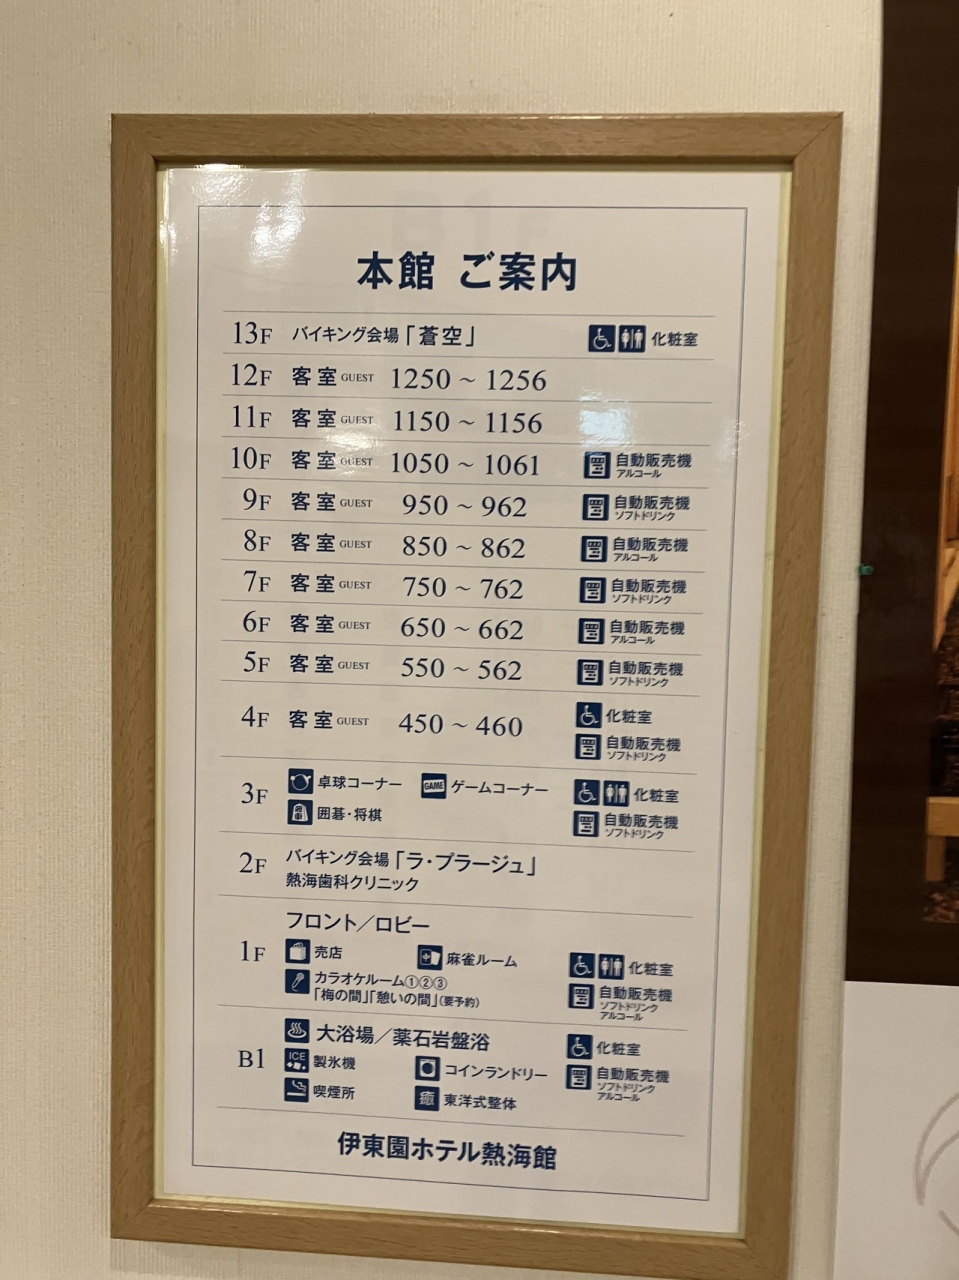 本館 ご案内
13F バイキング会場「蒼空」 化粧室
12F 客室 GUEST 1250 ～ 1256
11F 客室 GUEST 1150 ～ 1156
10F 客室 GUEST 1050 ～ 1061 自動販売機
アルコール
9F 客室 GUEST 950 ～ 962 自動販売機
ソフトドリンク
8F 客室 GUEST 850 ～ 862 自動販売機
アルコール
7F 客室 GUEST 750 ～ 762 自動販売機
ソフトドリンク
6F 客室 GUEST 650 ～ 662 自動販売機
アルコール
5F 客室 GUEST 550 ～ 562 自動販売機
ソフトドリンク
4F 客室 GUEST 450 ～ 460 化粧室
自動販売機
ソフトドリンク
3F 卓球コーナー GAME ゲームコーナー 化粧室
囲碁・将棋 自動販売機
ソフトドリンク
2F バイキング会場「ラ・プラージュ」
熱海歯科クリニック
1F フロント／ロビー
売店 麻雀ルーム 化粧室
カラオケルーム①②③ 自動販売機
「梅の間」「憩いの間」(要予約) ソフトドリンク
アルコール
B1 大浴場／薬石岩盤浴 化粧室
ICE 製氷機 コインランドリー 自動販売機
ソフトドリンク
アルコール
喫煙所 癒 東洋式整体
伊東園ホテル熱海館